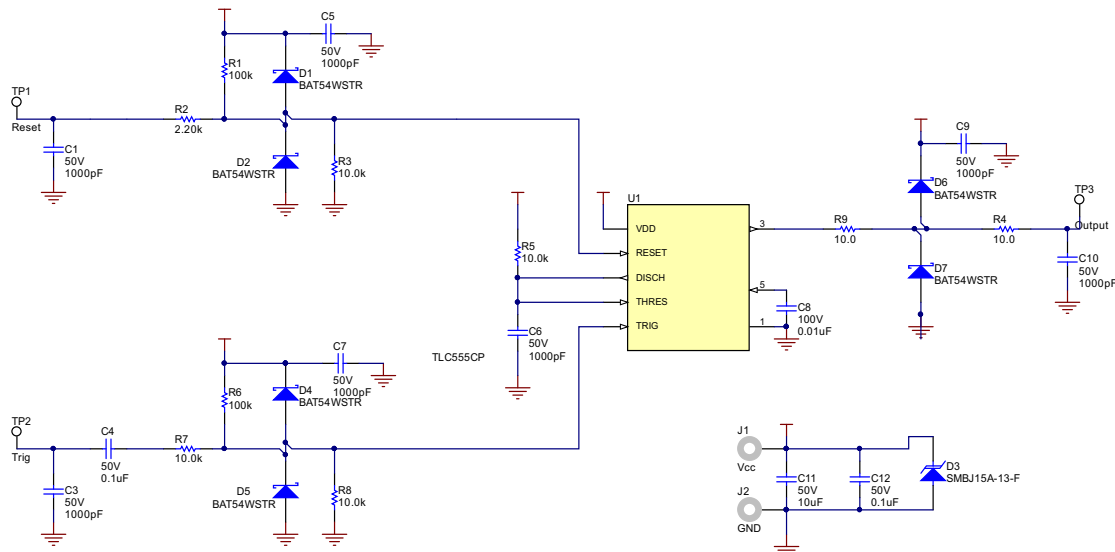 C5
50V
1000pF
R1
100k
D1
BAT54WSTR
TP1
Reset
R2
2.20k
C1
50V
1000pF
D2
BAT54WSTR
R3
10.0k
C9
50V
1000pF
D6
BAT54WSTR
TP3
Output
U1
VDD
RESET
DISCH
THRES
TRIG
3
5
1
R9
10.0
R4
10.0
R5
10.0k
D7
BAT54WSTR
C10
50V
1000pF
C8
100V
0.01uF
C6
50V
1000pF
TLC555CP
C7
50V
1000pF
R6
100k
D4
BAT54WSTR
TP2
Trig
C4
50V
0.1uF
R7
10.0k
C3
50V
1000pF
D5
BAT54WSTR
R8
10.0k
J1
Vcc
C11
50V
10uF
C12
50V
0.1uF
D3
SMBJ15A-13-F
J2
GND